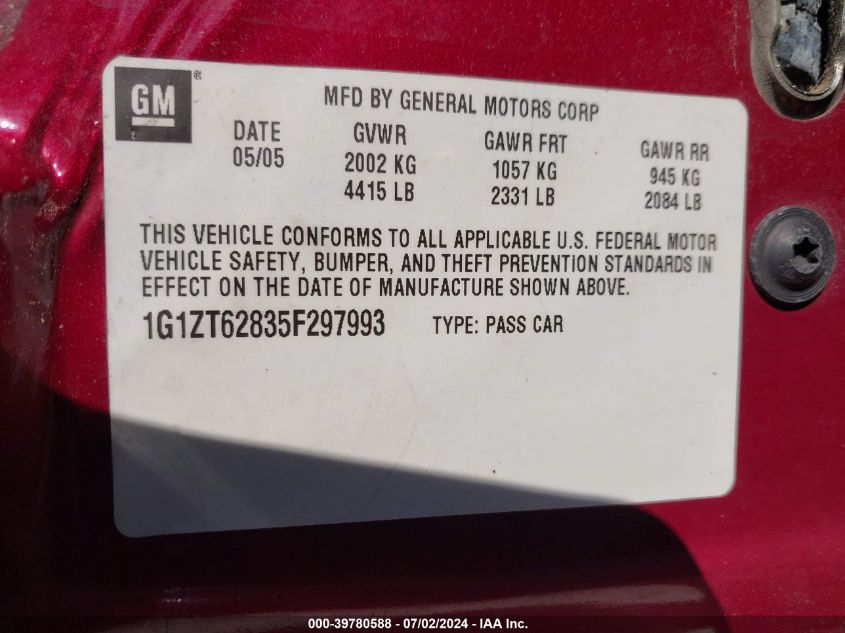 GM ®
MFD BY GENERAL MOTORS CORP
DATE GVWR GAWR FRT GAWR RR
05/05 2002 KG 1057 KG 945 KG
4415 LB 2331 LB 2084 LB
THIS VEHICLE CONFORMS TO ALL APPLICABLE U.S. FEDERAL MOTOR
VEHICLE SAFETY, BUMPER, AND THEFT PREVENTION STANDARDS IN
EFFECT ON THE DATE OF MANUFACTURE SHOWN ABOVE.
1G1ZT62835F297993 TYPE: PASS CAR
000-39780588 - 07/02/2024 - IAA Inc.